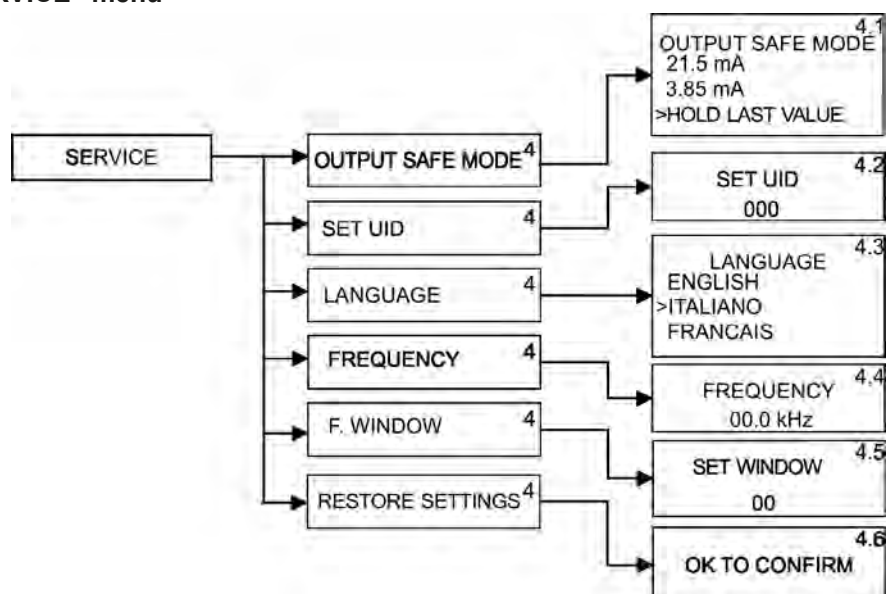 4.1
OUTPUT SAFE MODE
21.5 mA
3.85 mA
>HOLD LAST VALUE
SERVICE
OUTPUT SAFE MODE 4
4.2
SET UID
000
SET UID 4
4.3
LANGUAGE
ENGLISH
>ITALIANO
FRANCAIS
LANGUAGE 4
FREQUENCY 4
4,4
FREQUENCY
00.0 kHz
F. WINDOW 4
4.5
SET WINDOW
00
RESTORE SETTINGS 4
4.6
OK TO CONFIRM